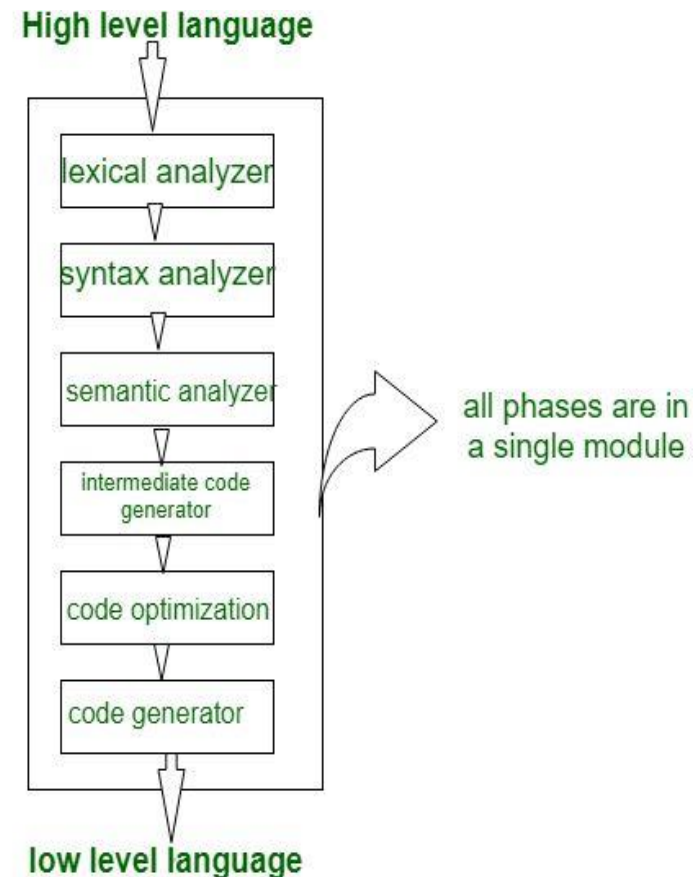 High level language
lexical analyzer
syntax analyzer
semantic analyzer
intermediate code
generator
code optimization
code generator
low level language
all phases are in
a single module